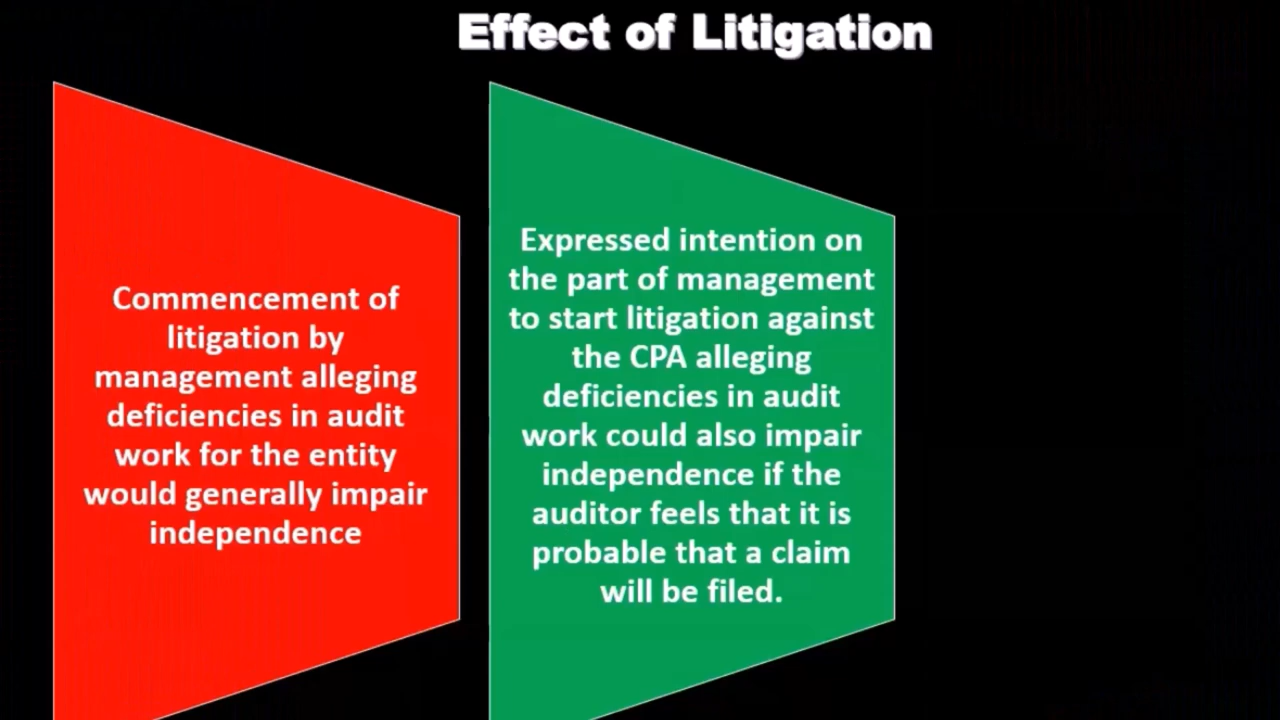 Effect of Litigation
Commencement of
litigation by
management alleging
deficiencies in audit
work for the entity
would generally impair
independence
Expressed intention on
the part of management
to start litigation against
the CPA alleging
deficiencies in audit
work could also impair
independence if the
auditor feels that it is
probable that a claim
will be filed.